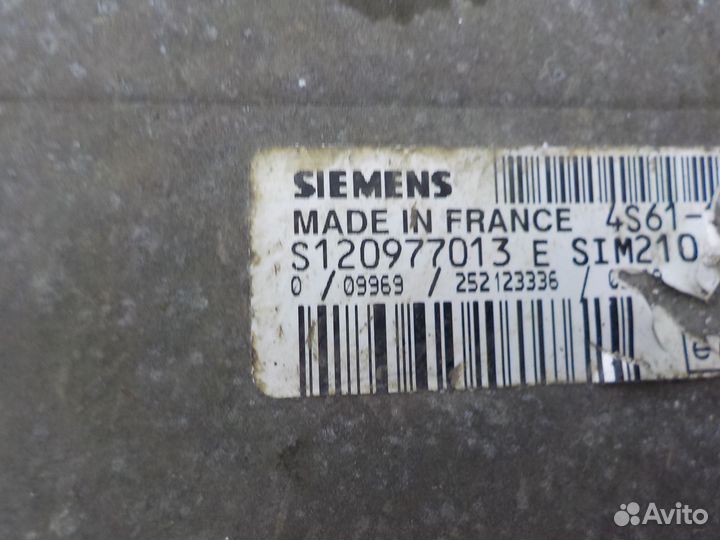 SIEMENS
MADE IN FRANCE 4S61-
S120977013 E SIM210
0 / 09969 / 252123336 /
Avito